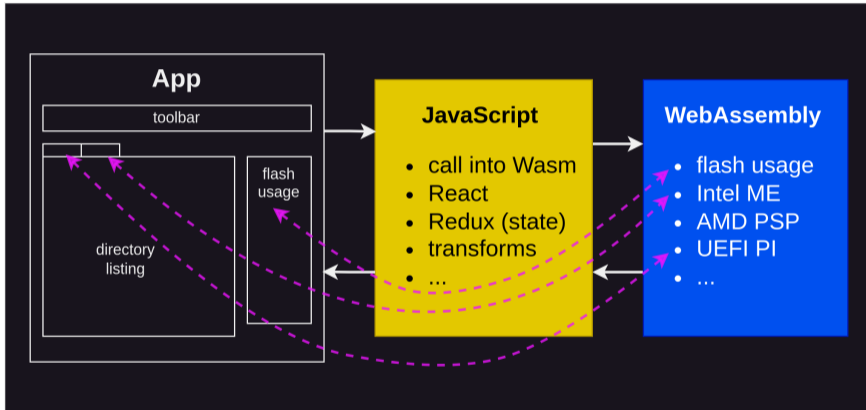 App
toolbar
flash
usage
directory
listing
JavaScript
• call into Wasm
• React
• Redux (state)
• transforms
• ...
WebAssembly
• flash usage
• Intel ME
• AMD PSP
• UEFI PI
• ...